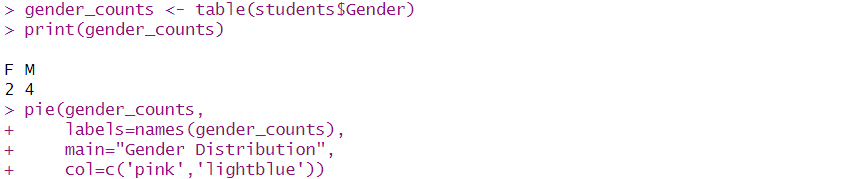 > gender_counts <- table(students$Gender)
> print(gender_counts)
F M
2 4
> pie(gender_counts,
+     labels=names(gender_counts),
+     main="Gender Distribution",
+     col=c('pink','lightblue'))